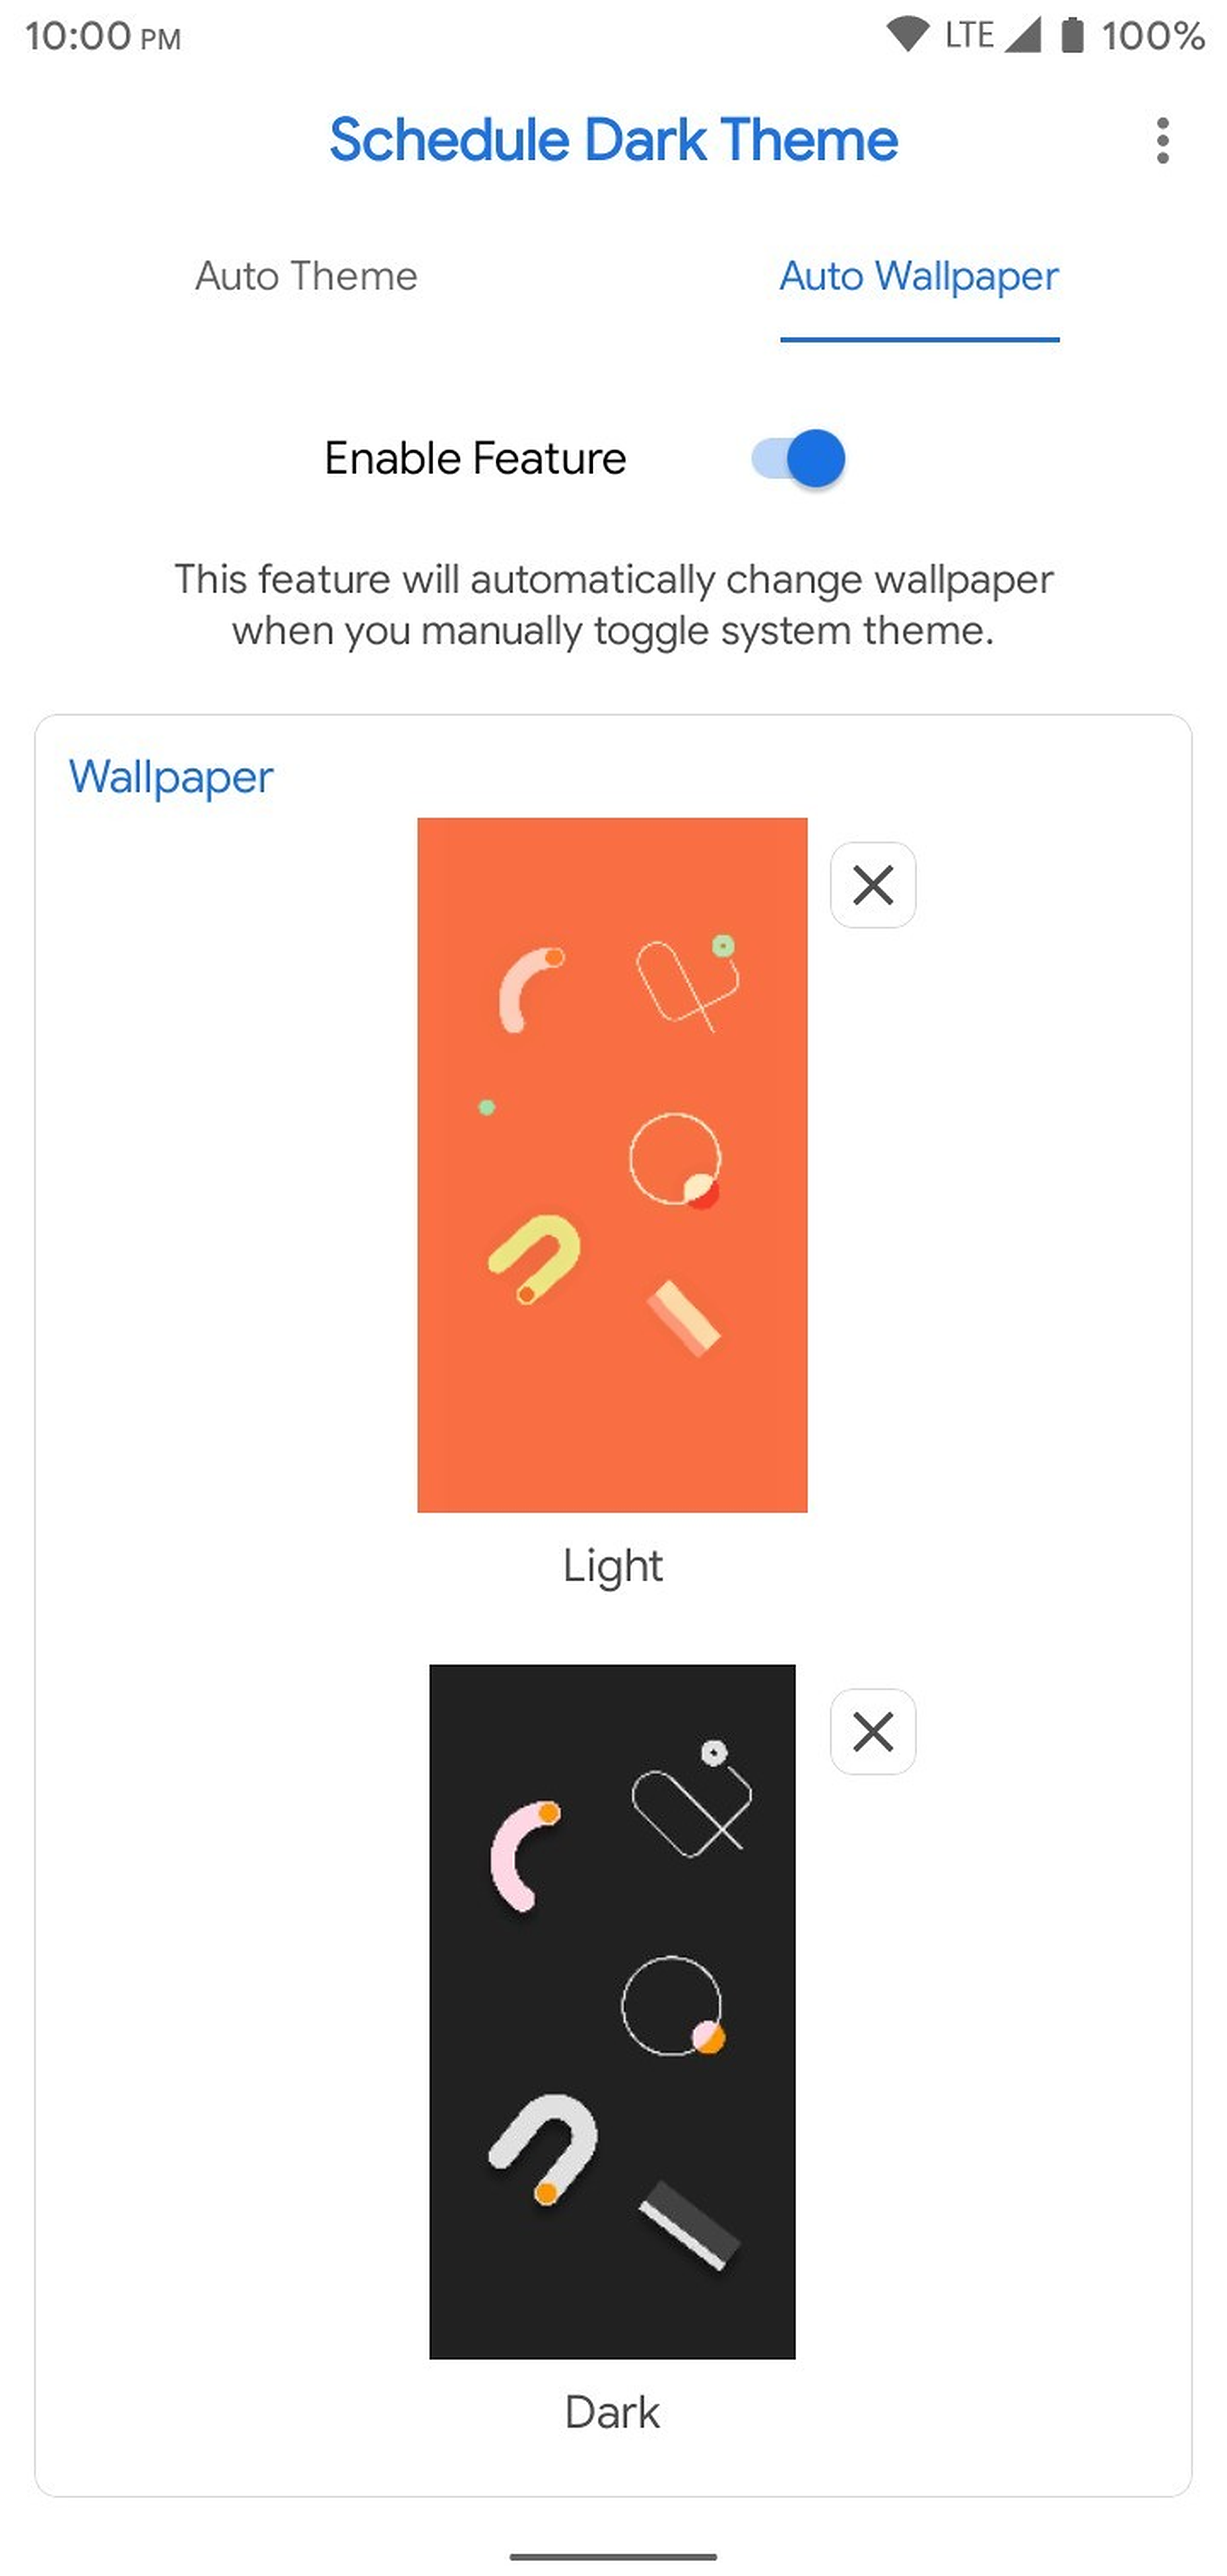 10:00 PM LTE 100%
Schedule Dark Theme
Auto Theme Auto Wallpaper
Enable Feature
This feature will automatically change wallpaper
when you manually toggle system theme.
Wallpaper
Light
Dark